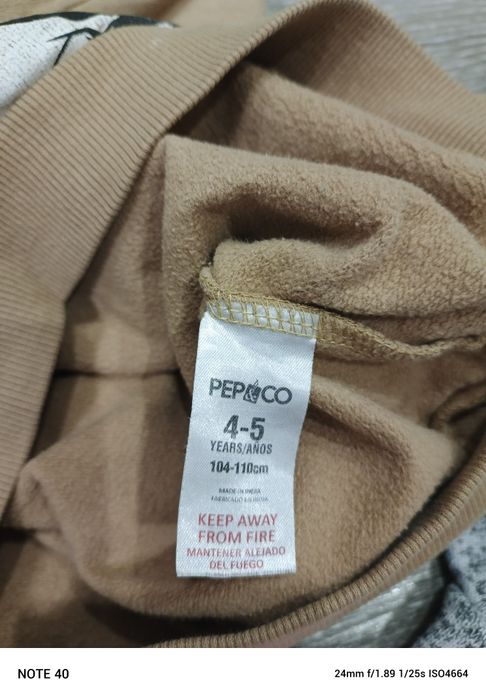 PEP&CO
4-5
YEARS/AÑOS
104-110cm
MADE IN INDIA
FABRICADO EN INDIA
KEEP AWAY
FROM FIRE
MANTENER ALEJADO
DEL FUEGO
NOTE 40
24mm f/1.89 1/25s ISO4664